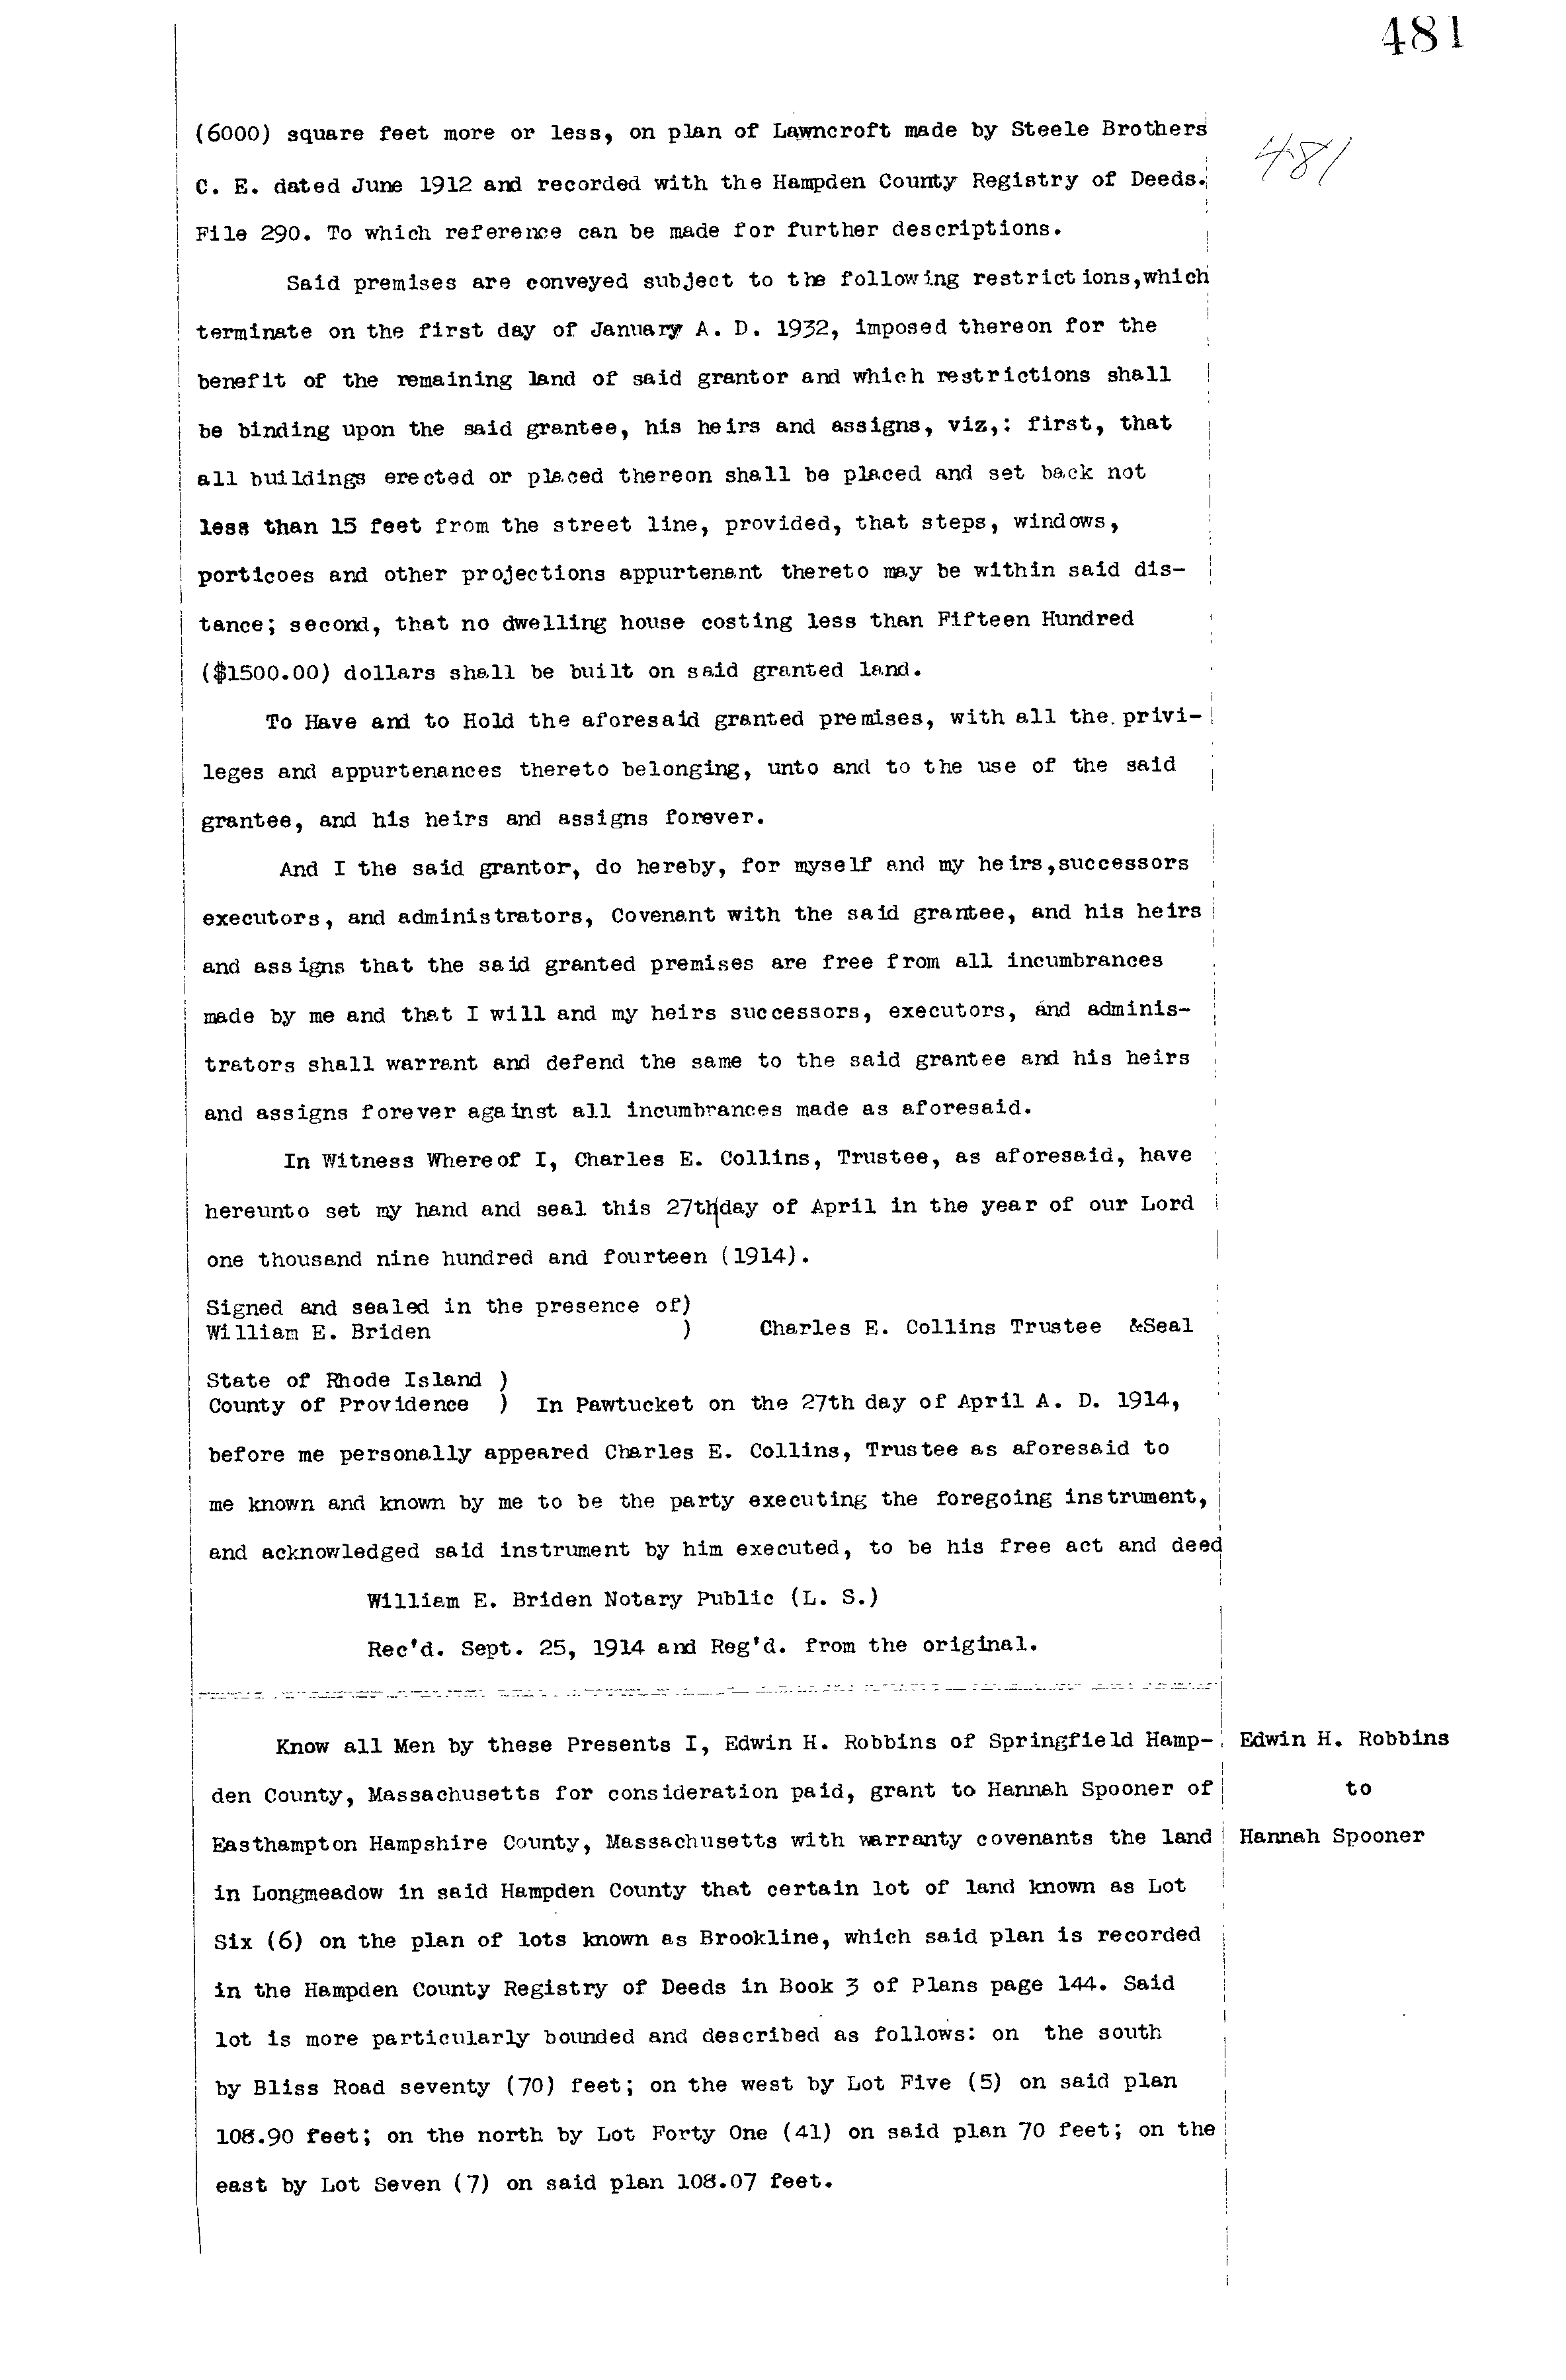 481
(6000) square feet more or less, on plan of Lawncroft made by Steele Brothers
481
C. E. dated June 1912 and recorded with the Hampden County Registry of Deeds.
File 290. To which reference can be made for further descriptions.
Said premises are conveyed subject to the following restrictions,which
terminate on the first day of January A. D. 1932, imposed thereon for the
benefit of the remaining land of said grantor and which restrictions shall
be binding upon the said grantee, his heirs and assigns, viz,: first, that
all buildings erected or placed thereon shall be placed and set back not
less than 15 feet from the street line, provided, that steps, windows,
porticoes and other projections appurtenant thereto may be within said dis-
tance; second, that no dwelling house costing less than Fifteen Hundred
($1500.00) dollars shall be built on said granted land.
To Have and to Hold the aforesaid granted premises, with all the privi-
leges and appurtenances thereto belonging, unto and to the use of the said
grantee, and his heirs and assigns forever.
And I the said grantor, do hereby, for myself and my heirs,successors
executors, and administrators, Covenant with the said grantee, and his heirs
and assigns that the said granted premises are free from all incumbrances
made by me and that I will and my heirs successors, executors, and adminis-
trators shall warrant and defend the same to the said grantee and his heirs
and assigns forever against all incumbrances made as aforesaid.
In Witness Whereof I, Charles E. Collins, Trustee, as aforesaid, have
hereunto set my hand and seal this 27th day of April in the year of our Lord
one thousand nine hundred and fourteen (1914).
Signed and sealed in the presence of)
William E. Briden ) Charles E. Collins Trustee &Seal
State of Rhode Island )
County of Providence ) In Pawtucket on the 27th day of April A. D. 1914,
before me personally appeared Charles E. Collins, Trustee as aforesaid to
me known and known by me to be the party executing the foregoing instrument,
and acknowledged said instrument by him executed, to be his free act and deed
William E. Briden Notary Public (L. S.)
Rec'd. Sept. 25, 1914 and Reg'd. from the original.
Know all Men by these Presents I, Edwin H. Robbins of Springfield Hamp-
den County, Massachusetts for consideration paid, grant to Hannah Spooner of
Easthampton Hampshire County, Massachusetts with warranty covenants the land
in Longmeadow in said Hampden County that certain lot of land known as Lot
Six (6) on the plan of lots known as Brookline, which said plan is recorded
in the Hampden County Registry of Deeds in Book 3 of Plans page 144. Said
lot is more particularly bounded and described as follows: on the south
by Bliss Road seventy (70) feet; on the west by Lot Five (5) on said plan
108.90 feet; on the north by Lot Forty One (41) on said plan 70 feet; on the
east by Lot Seven (7) on said plan 108.07 feet.
Edwin H. Robbins
to
Hannah Spooner